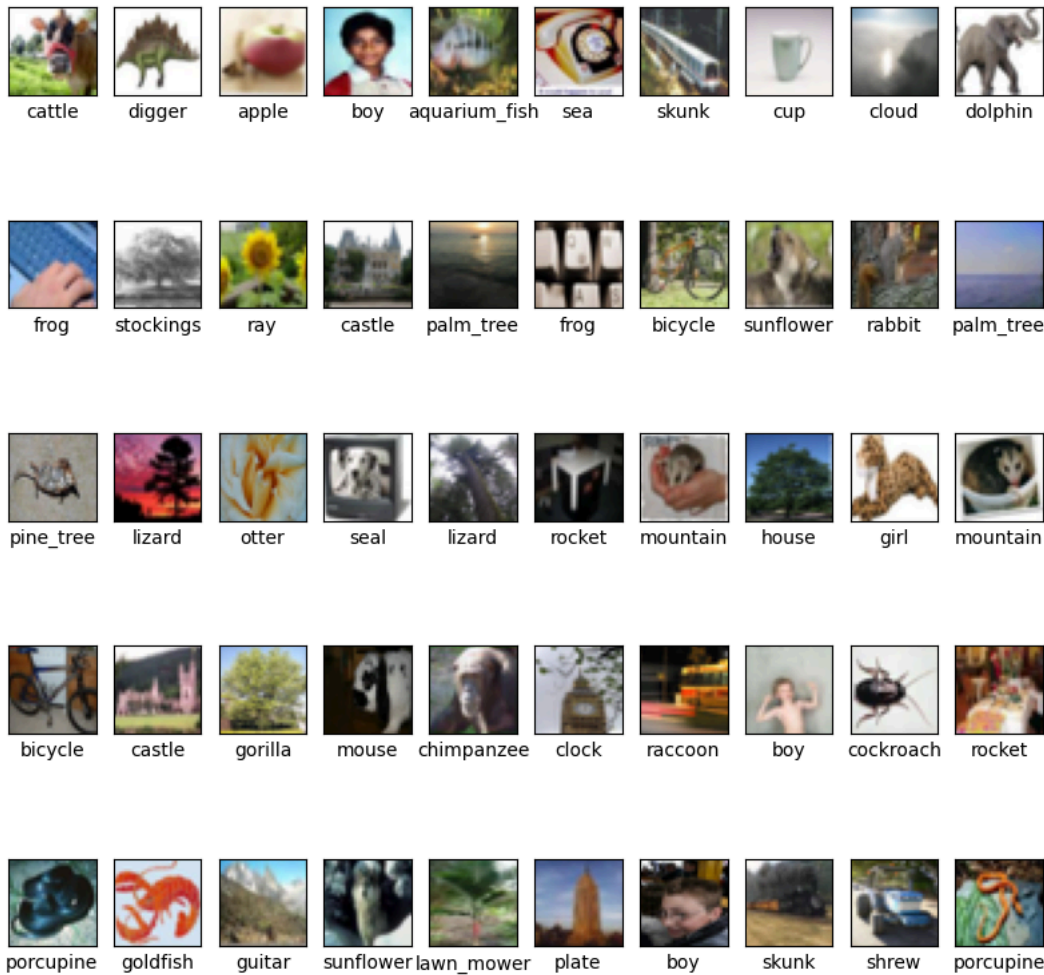 cattle digger apple boy aquarium_fish sea skunk cup cloud dolphin
frog stockings ray castle palm_tree frog bicycle sunflower rabbit palm_tree
pine_tree lizard otter seal lizard rocket mountain house girl mountain
bicycle castle gorilla mouse chimpanzee clock raccoon boy cockroach rocket
porcupine goldfish guitar sunflower lawn_mower plate boy skunk shrew porcupine